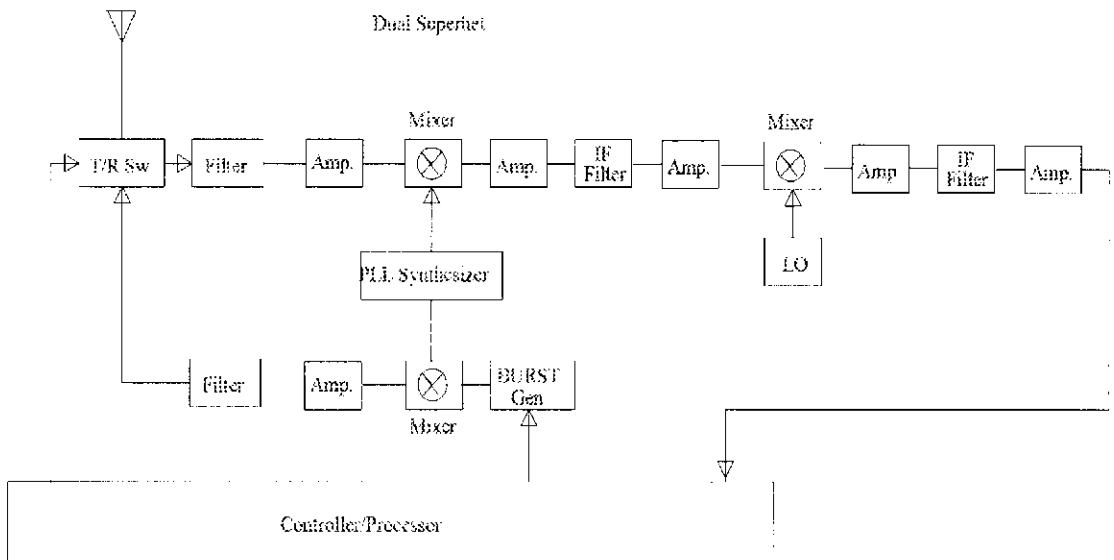 Dual Superhet
Mixer
Mixer
T/R Sw
Filter
Amp.
Amp.
IF
Filter
Amp.
Amp
IF
Filter
Amp.
PLL Synthesizer
LO
Filter
Amp.
BURST
Gen
Mixer
Controller/Processor